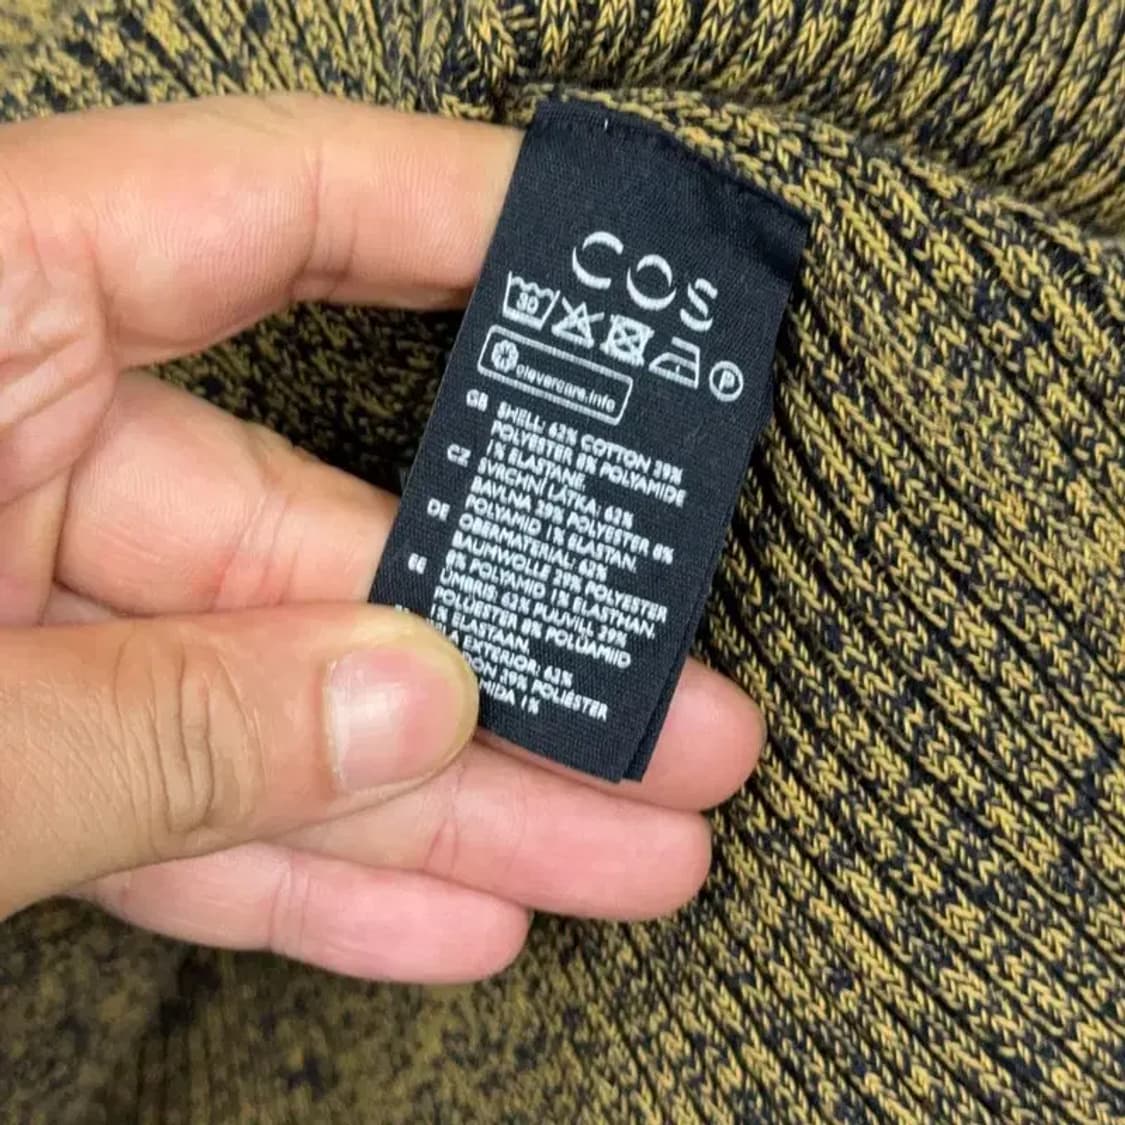 COS
30
P
clevercare.info
GB SHELL: 62% COTTON 29%
POLYESTER 8% POLYAMIDE
1% ELASTANE.
CZ SVRCHNÍ LÁTKA: 62%
BAVLNA 29% POLYESTER 8%
POLYAMID 1% ELASTAN.
DE OBERMATERIAL: 62%
BAUMWOLLE 29% POLYESTER
8% POLYAMID 1% ELASTHAN.
EE ÜMBRIS: 62% PUUVILL 29%
POLÜESTER 8% POLÜAMIID
1% ELASTAAN.
A EXTERIOR: 62%
29% POLIÉSTER
1%